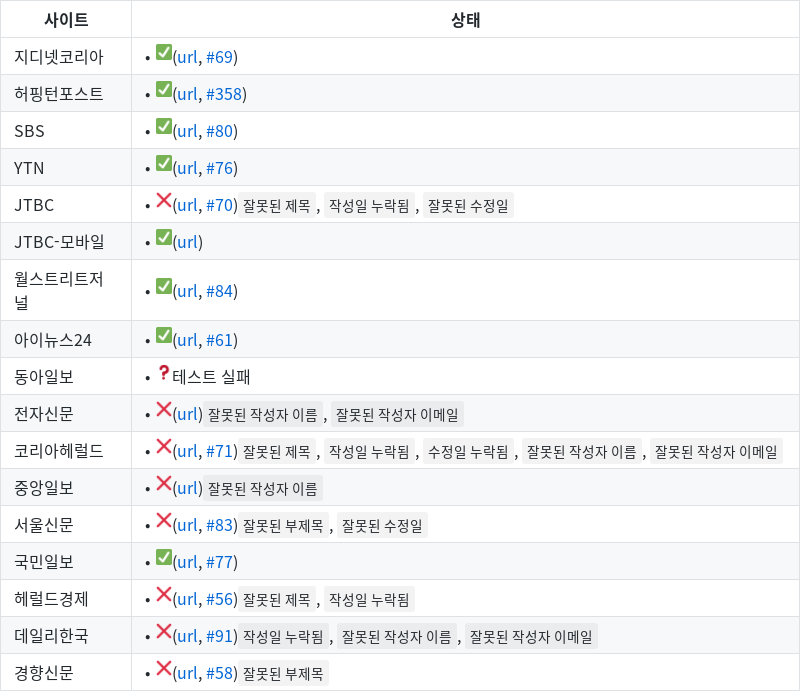 사이트 상태
지디넷코리아 • ✅(url, #69)
허핑턴포스트 • ✅(url, #358)
SBS • ✅(url, #80)
YTN • ✅(url, #76)
JTBC • ❌(url, #70) 잘못된 제목 , 작성일 누락됨 , 잘못된 수정일
JTBC-모바일 • ✅(url)
월스트리트저
널 • ✅(url, #84)
아이뉴스24 • ✅(url, #61)
동아일보 • ❓테스트 실패
전자신문 • ❌(url) 잘못된 작성자 이름 , 잘못된 작성자 이메일
코리아헤럴드 • ❌(url, #71) 잘못된 제목 , 작성일 누락됨 , 수정일 누락됨 , 잘못된 작성자 이름 , 잘못된 작성자 이메일
중앙일보 • ❌(url) 잘못된 작성자 이름
서울신문 • ❌(url, #83) 잘못된 부제목 , 잘못된 수정일
국민일보 • ✅(url, #77)
헤럴드경제 • ❌(url, #56) 잘못된 제목 , 작성일 누락됨
데일리한국 • ❌(url, #91) 작성일 누락됨 , 잘못된 작성자 이름 , 잘못된 작성자 이메일
경향신문 • ❌(url, #58) 잘못된 부제목